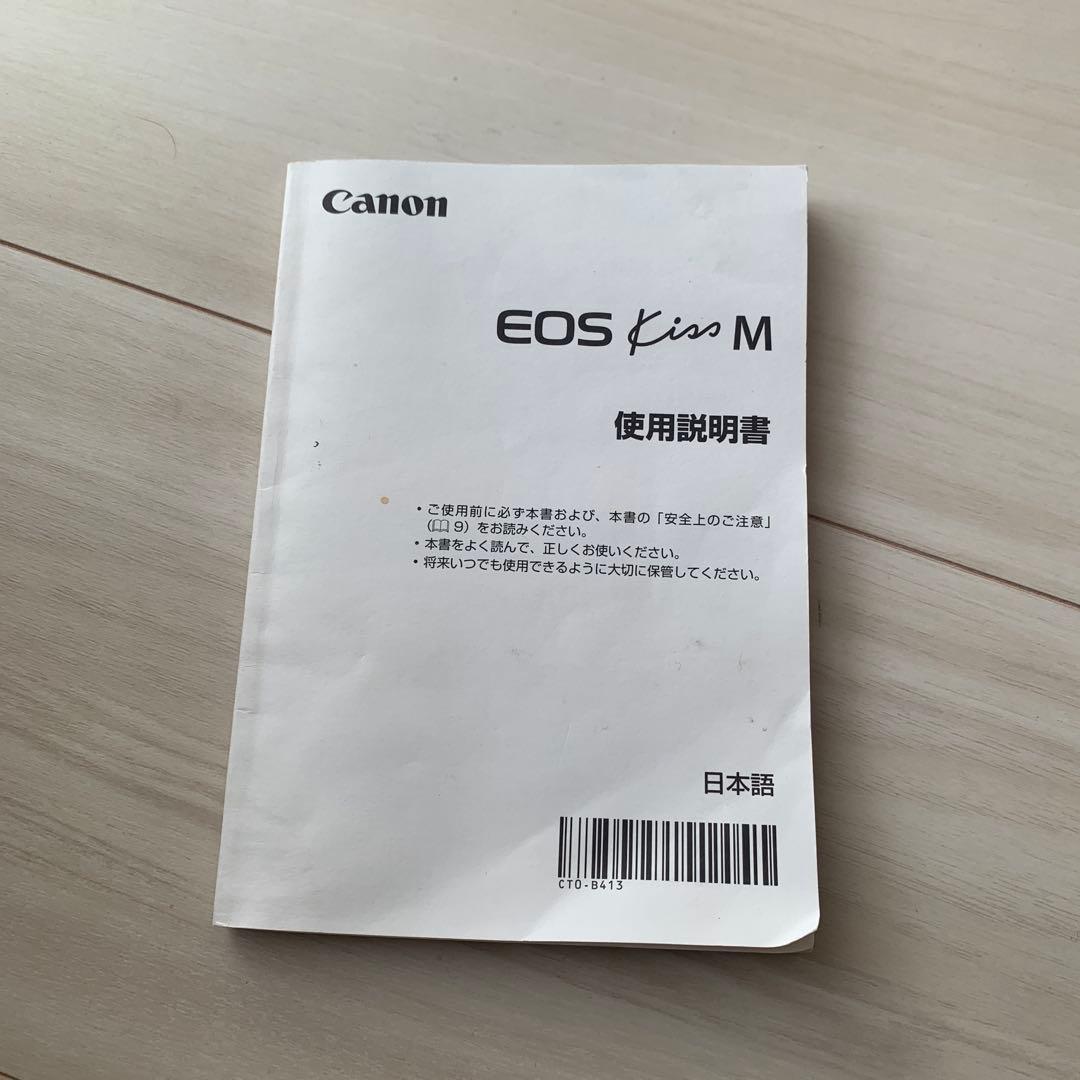 Canon
EOS Kiss M
使用説明書
・ご使用前に必ず本書および、本書の「安全上のご注意」
（📖 9）をお読みください。
・本書をよく読んで、正しくお使いください。
・将来いつでも使用できるように大切に保管してください。
日本語
CT0-B413